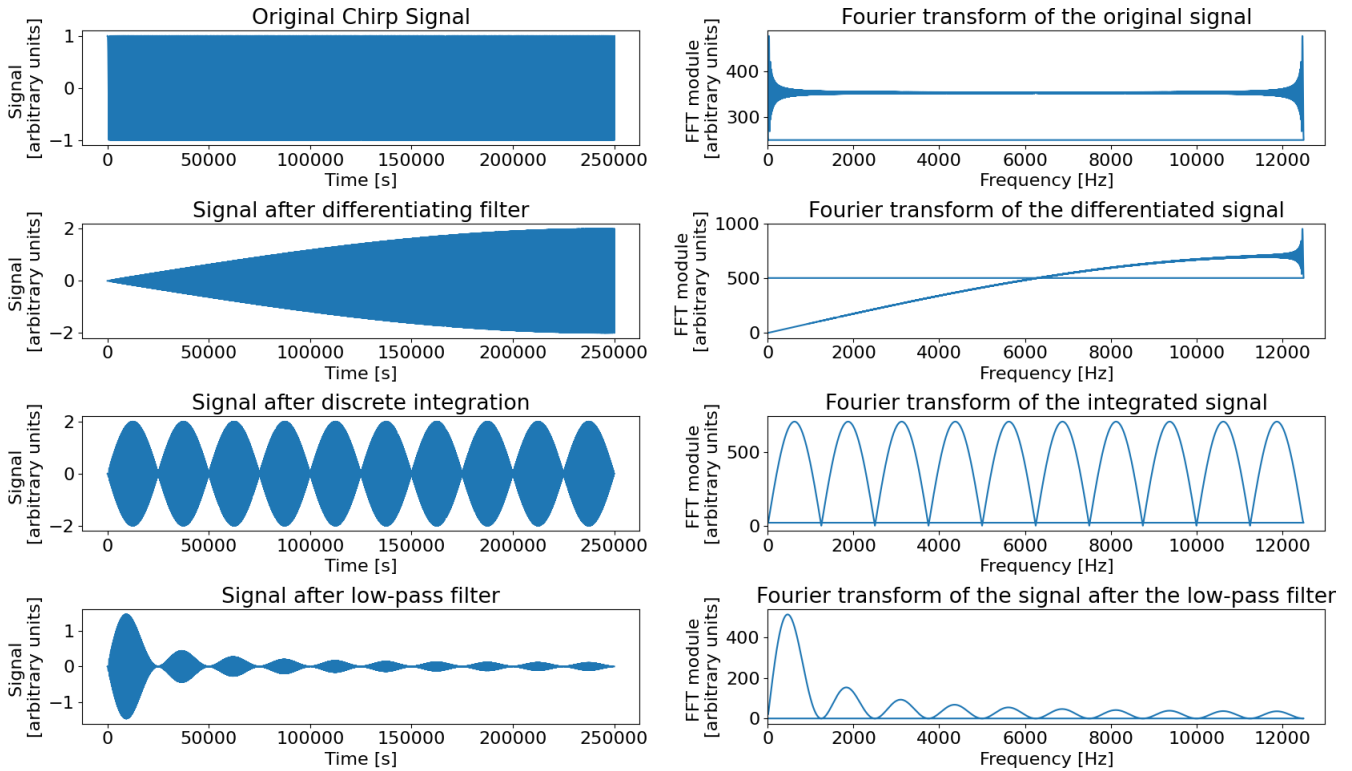 Original Chirp Signal
Signal
[arbitrary units]
1
0
−1
0
50000
100000
150000
200000
250000
Time [s]
Fourier transform of the original signal
FFT module
[arbitrary units]
400
300
0
2000
4000
6000
8000
10000
12000
Frequency [Hz]
Signal after differentiating filter
Signal
[arbitrary units]
2
0
−2
0
50000
100000
150000
200000
250000
Time [s]
Fourier transform of the differentiated signal
FFT module
[arbitrary units]
1000
500
0
0
2000
4000
6000
8000
10000
12000
Frequency [Hz]
Signal after discrete integration
Signal
[arbitrary units]
2
0
−2
0
50000
100000
150000
200000
250000
Time [s]
Fourier transform of the integrated signal
FFT module
[arbitrary units]
500
0
0
2000
4000
6000
8000
10000
12000
Frequency [Hz]
Signal after low-pass filter
Signal
[arbitrary units]
1
0
−1
0
50000
100000
150000
200000
250000
Time [s]
Fourier transform of the signal after the low-pass filter
FFT module
[arbitrary units]
400
200
0
0
2000
4000
6000
8000
10000
12000
Frequency [Hz]